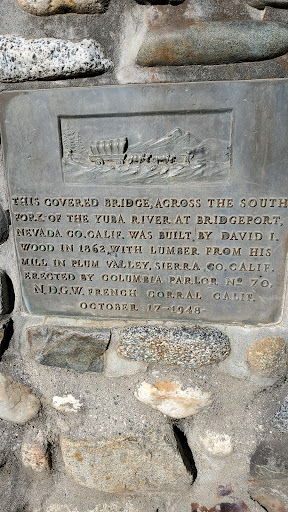 THIS COVERED BRIDGE, ACROSS THE SOUTH
FORK OF THE YUBA RIVER AT BRIDGEPORT,
NEVADA CO. CALIF. WAS BUILT, BY DAVID I.
WOOD IN 1862, WITH LUMBER FROM HIS
MILL IN PLUM VALLEY, SIERRA CO. CALIF.
ERECTED BY COLUMBIA PARLOR Nº 70.
N.D.G.W. FRENCH CORRAL CALIF.
OCTOBER 17-1948